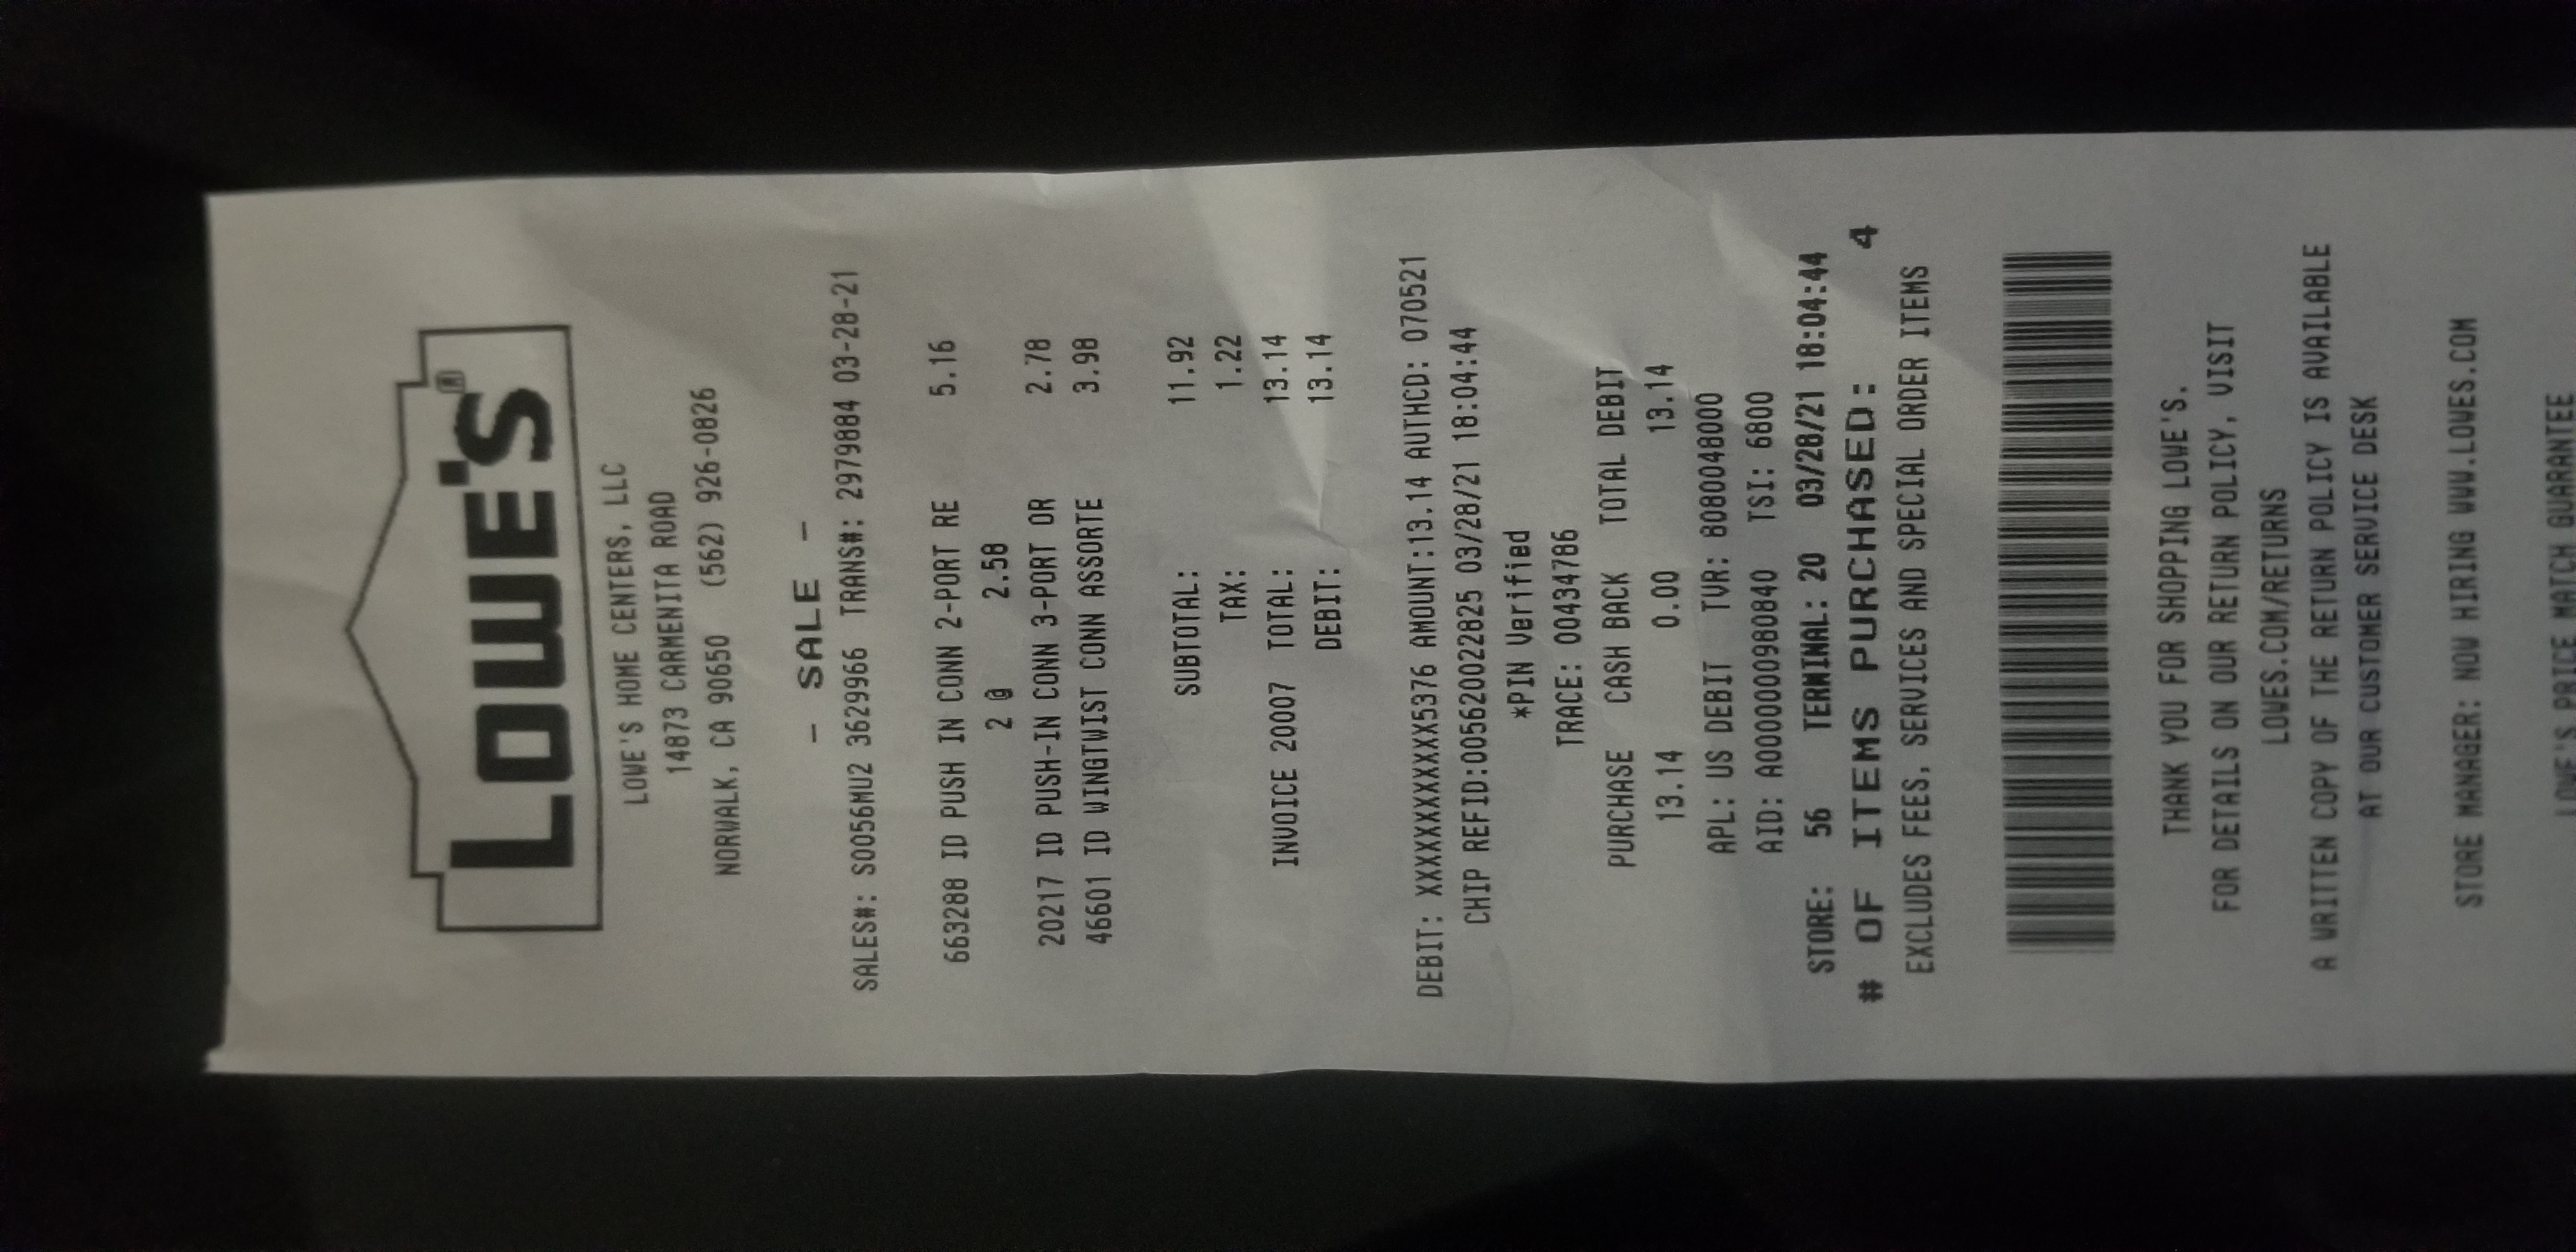 LOWE'S®
LOWE'S HOME CENTERS, LLC
14873 CARMENITA ROAD
NORWALK, CA 90650 (562) 926-0826
- SALE -
SALES#: S0056MU2 3629966 TRANS#: 2979884 03-28-21
663288 ID PUSH IN CONN 2-PORT RE 5.16
2 @ 2.58
20217 ID PUSH-IN CONN 3-PORT OR 2.78
46601 ID WINGTWIST CONN ASSORTE 3.98
SUBTOTAL: 11.92
TAX: 1.22
INVOICE 20007 TOTAL: 13.14
DEBIT: 13.14
DEBIT: XXXXXXXXXXXX5376 AMOUNT:13.14 AUTHCD: 070521
CHIP REFID:005620022825 03/28/21 18:04:44
*PIN Verified
TRACE: 00434786
PURCHASE CASH BACK TOTAL DEBIT
13.14 0.00 13.14
APL: US DEBIT TVR: 8080048000
AID: A0000000980840 TSI: 6800
STORE: 56 TERMINAL: 20 03/28/21 18:04:44
# OF ITEMS PURCHASED: 4
EXCLUDES FEES, SERVICES AND SPECIAL ORDER ITEMS
THANK YOU FOR SHOPPING LOWE'S.
FOR DETAILS ON OUR RETURN POLICY, VISIT
LOWES.COM/RETURNS
A WRITTEN COPY OF THE RETURN POLICY IS AVAILABLE
AT OUR CUSTOMER SERVICE DESK
STORE MANAGER: NOW HIRING WWW.LOWES.COM
LOWE'S PRICE MATCH GUARANTEE